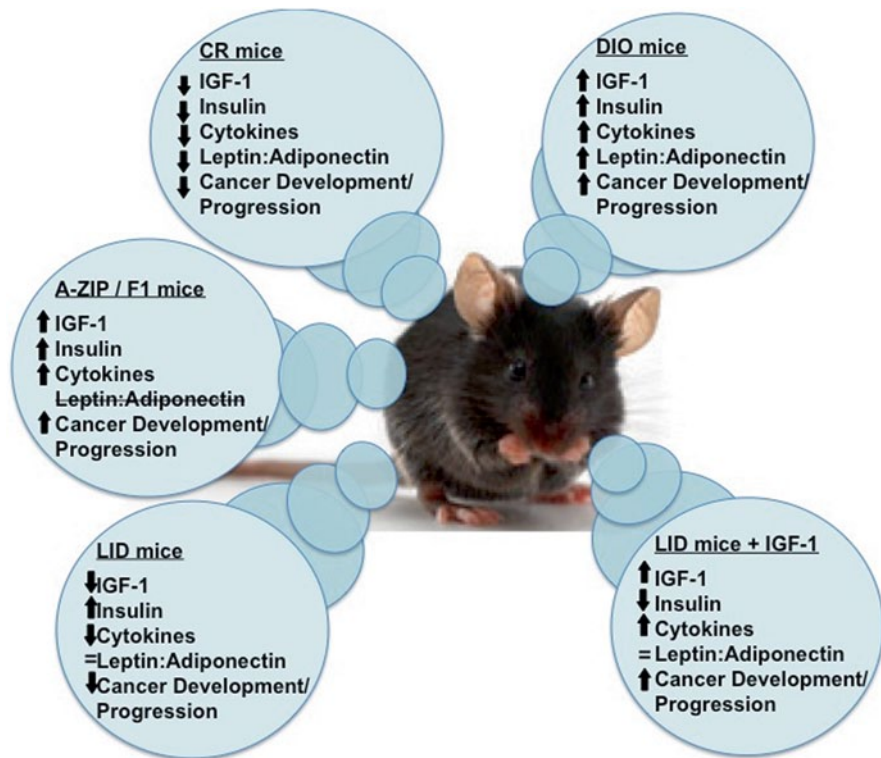 CR mice
↓ IGF-1
↓ Insulin
↓ Cytokines
↓ Leptin:Adiponectin
↓ Cancer Development/
Progression
DIO mice
↑ IGF-1
↑ Insulin
↑ Cytokines
↑ Leptin:Adiponectin
↑ Cancer Development/
Progression
A-ZIP / F1 mice
↑ IGF-1
↑ Insulin
↑ Cytokines
Leptin:Adiponectin
↑ Cancer Development/
Progression
LID mice
↓IGF-1
↑Insulin
↓Cytokines
=Leptin:Adiponectin
↓Cancer Development/
Progression
LID mice + IGF-1
↑ IGF-1
↓ Insulin
↑ Cytokines
= Leptin:Adiponectin
↑ Cancer Development/
Progression